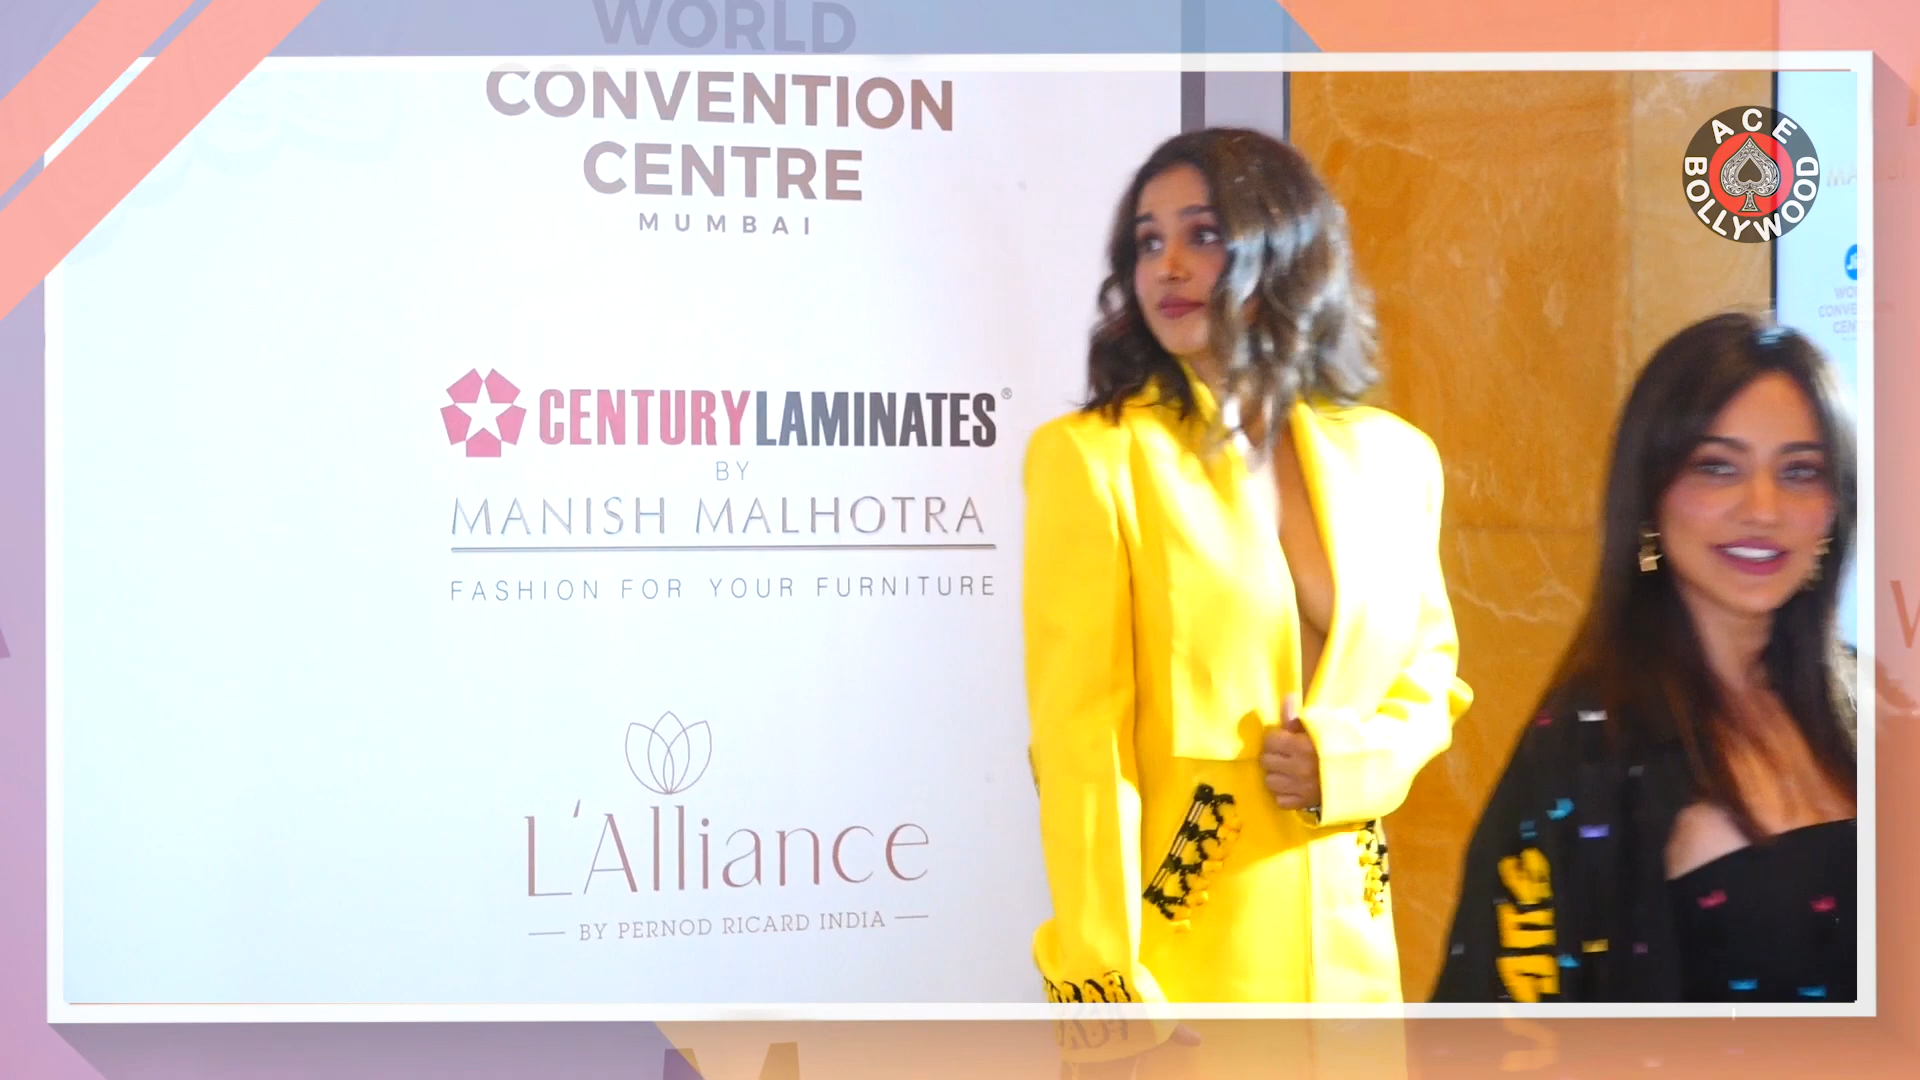 WORLD
CONVENTION
CENTRE
MUMBAI
ACE
BOLLYWOOD
CENTURYLAMINATES®
BY
MANISH MALHOTRA
FASHION FOR YOUR FURNITURE
L'Alliance
BY PERNOD RICARD INDIA